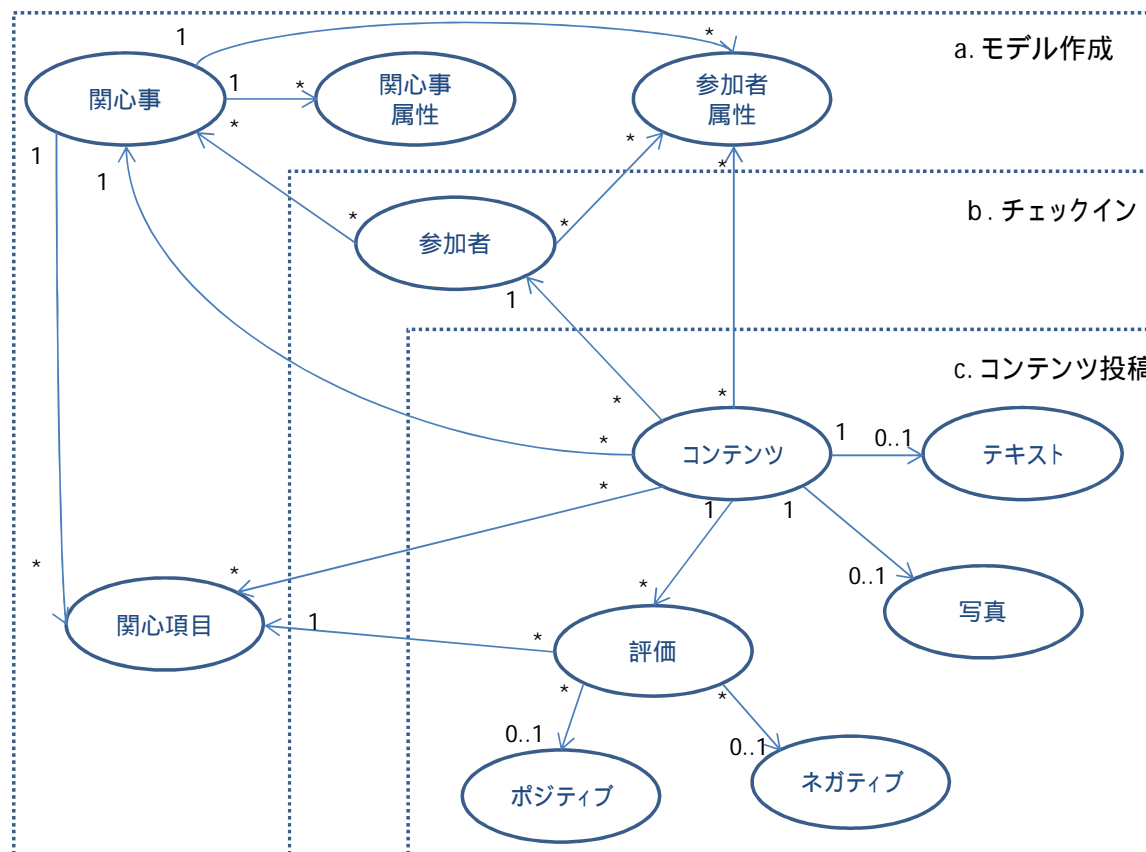 1
*
a. モデル作成
関心事
1
*
関心事
属性
参加者
属性
*
*
1
1
*
b. チェックイン
*
*
参加者
1
c. コンテンツ投稿
*
*
*
コンテンツ
1
0..1
テキスト
*
1
1
*
*
*
0..1
写真
関心項目
1
*
評価
*
*
0..1
0..1
ポジティブ
ネガティブ